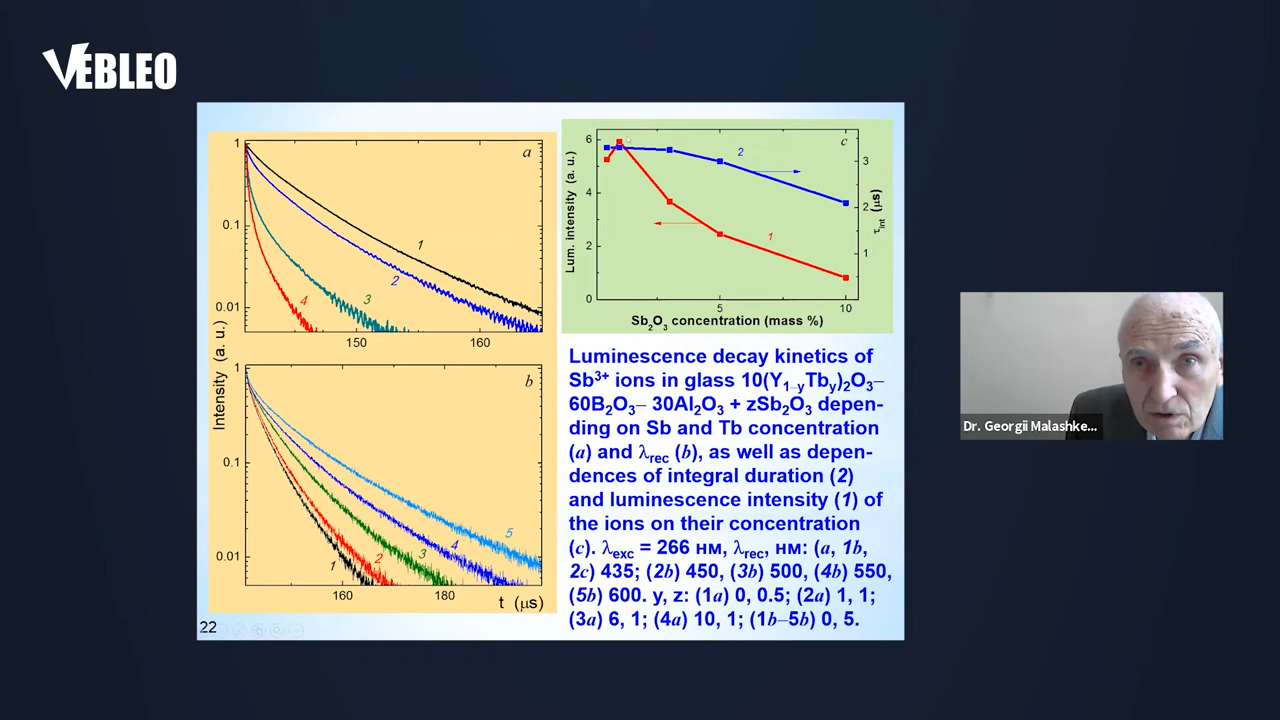 VEBLEO
a
1
0.1
0.01
1
2
3
4
150
160
b
1
0.1
0.01
1
2
3
4
5
160
180
t (μs)
Intensity (a. u.)
c
6
4
2
0
3
2
1
2
1
5
10
Lum. intensity (a. u.)
τint (μs)
Sb2O3 concentration (mass %)
Luminescence decay kinetics of
Sb3+ ions in glass 10(Y1–yTby)2O3–
60B2O3– 30Al2O3 + zSb2O3 depen-
ding on Sb and Tb concentration
(a) and λrec (b), as well as depen-
dences of integral duration (2)
and luminescence intensity (1) of
the ions on their concentration
(c). λexc = 266 нм, λrec, нм: (a, 1b,
2c) 435; (2b) 450, (3b) 500, (4b) 550,
(5b) 600. y, z: (1a) 0, 0.5; (2a) 1, 1;
(3a) 6, 1; (4a) 10, 1; (1b–5b) 0, 5.
22
Dr. Georgii Malashke...